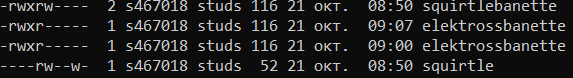 -rwxrw----  2 s467018 studs 116 21 окт.  08:50 squirtlebanette
-rwxr-----  1 s467018 studs 116 21 окт.  09:07 elektrossbanette
-rwxr-----  1 s467018 studs 116 21 окт.  09:00 elenktrossbanette
----rw--w-  1 s467018 studs  52 21 окт.  08:50 squirtle